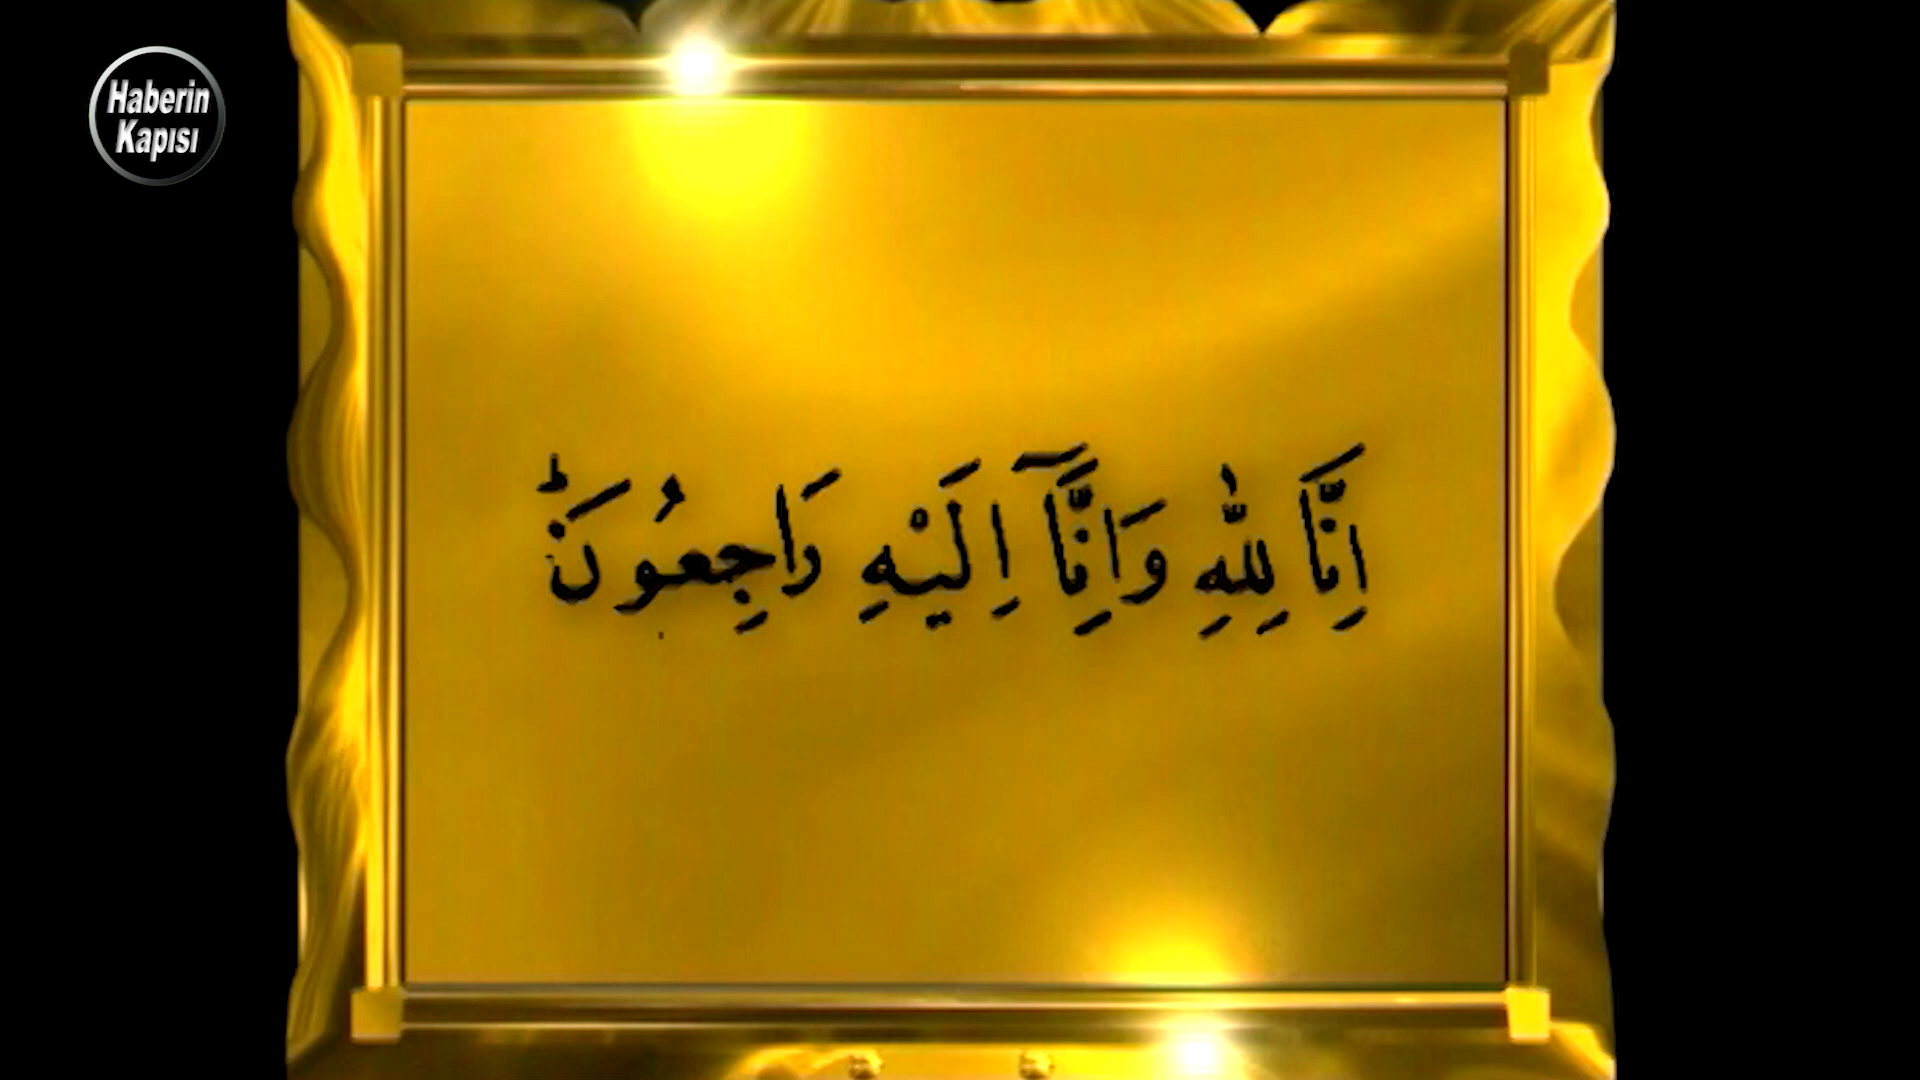 Haberin
Kapısı
اِنَّا لِلّٰهِ وَاِنَّٓا اِلَيْهِ رَاجِعُونَۜ